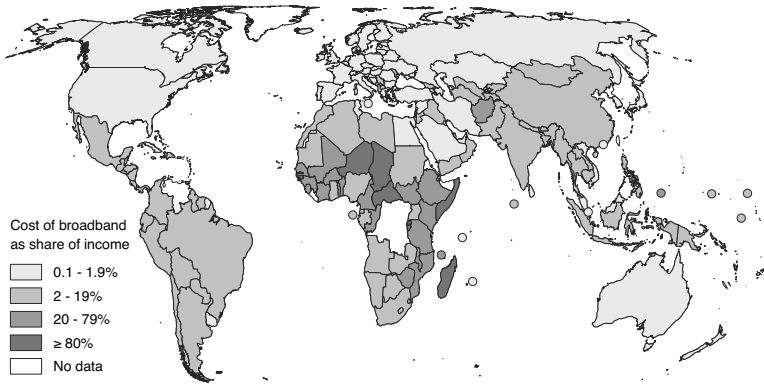 Cost of broadband
as share of income
0.1 - 1.9%
2 - 19%
20 - 79%
≥ 80%
No data